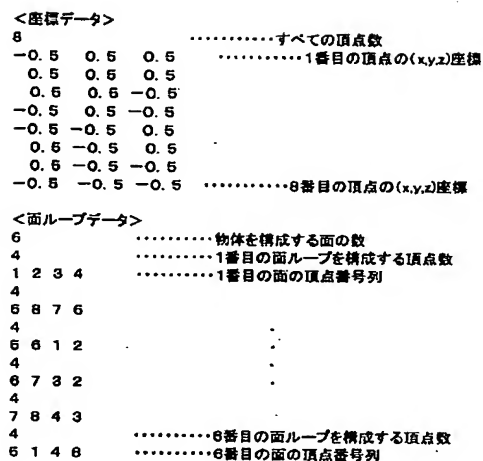 <座標データ>
8 …………すべての頂点数
-0.5 0.5 0.5 …………1番目の頂点の(x,y,z)座標
0.5 0.5 0.5
0.5 0.5 -0.5
-0.5 0.5 -0.5
-0.5 -0.5 0.5
0.5 -0.5 0.5
0.5 -0.5 -0.5
-0.5 -0.5 -0.5 …………8番目の頂点の(x,y,z)座標
<面ループデータ>
6 …………物体を構成する面の数
4 …………1番目の面ループを構成する頂点数
1 2 3 4 …………1番目の面の頂点番号列
4
5 8 7 6
4 .
5 6 1 2 .
4 .
6 7 3 2 .
4
7 8 4 3
4 …………6番目の面ループを構成する頂点数
5 1 4 8 …………6番目の面の頂点番号列